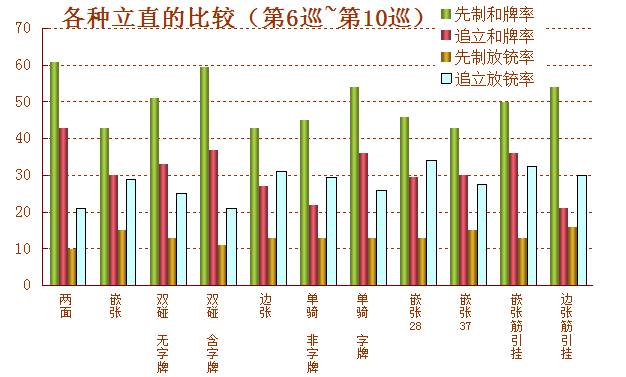 各种立直的比较（第6巡~第10巡）
先制和牌率
追立和牌率
先制放铳率
追立放铳率
70
60
50
40
30
20
10
0
两面
嵌张
双碰 无字牌
双碰 含字牌
边张
单骑 非字牌
单骑 字牌
嵌张28
嵌张37
嵌张筋引挂
边张筋引挂